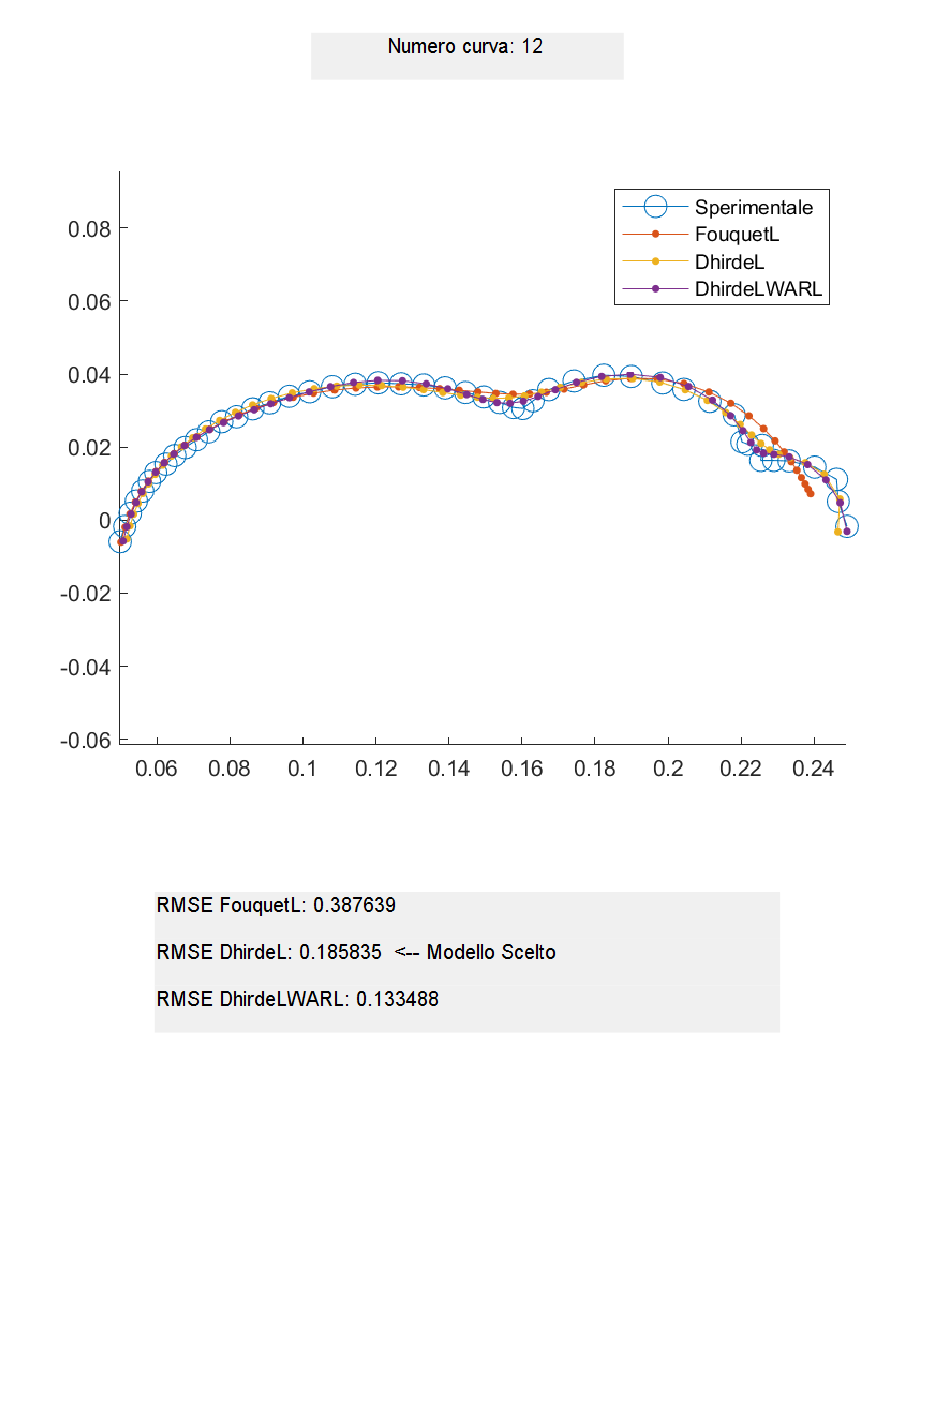 Numero curva: 12
Sperimentale
FouquetL
DhirdeL
DhirdeLWARL
0.08
0.06
0.04
0.02
0
-0.02
-0.04
-0.06
0.06 0.08 0.1 0.12 0.14 0.16 0.18 0.2 0.22 0.24
RMSE FouquetL: 0.387639
RMSE DhirdeL: 0.185835 <-- Modello Scelto
RMSE DhirdeLWARL: 0.133488